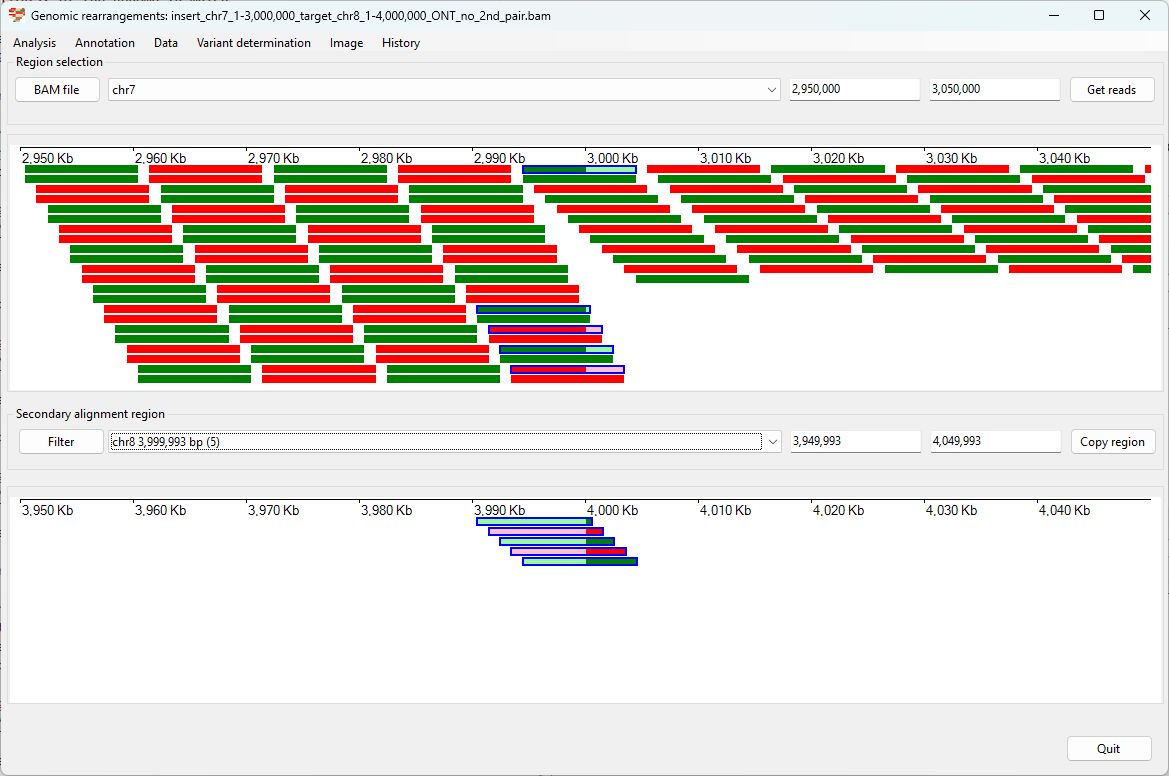 Genomic rearrangements: insert_chr7_1-3,000,000_target_chr8_1-4,000,000_ONT_no_2nd_pair.bam
Analysis Annotation Data Variant determination Image History
Region selection
BAM file chr7 2,950,000 3,050,000 Get reads
2,950 Kb 2,960 Kb 2,970 Kb 2,980 Kb 2,990 Kb 3,000 Kb 3,010 Kb 3,020 Kb 3,030 Kb 3,040 Kb
Secondary alignment region
Filter chr8 3,999,993 bp (5) 3,949,993 4,049,993 Copy region
3,950 Kb 3,960 Kb 3,970 Kb 3,980 Kb 3,990 Kb 4,000 Kb 4,010 Kb 4,020 Kb 4,030 Kb 4,040 Kb
Quit